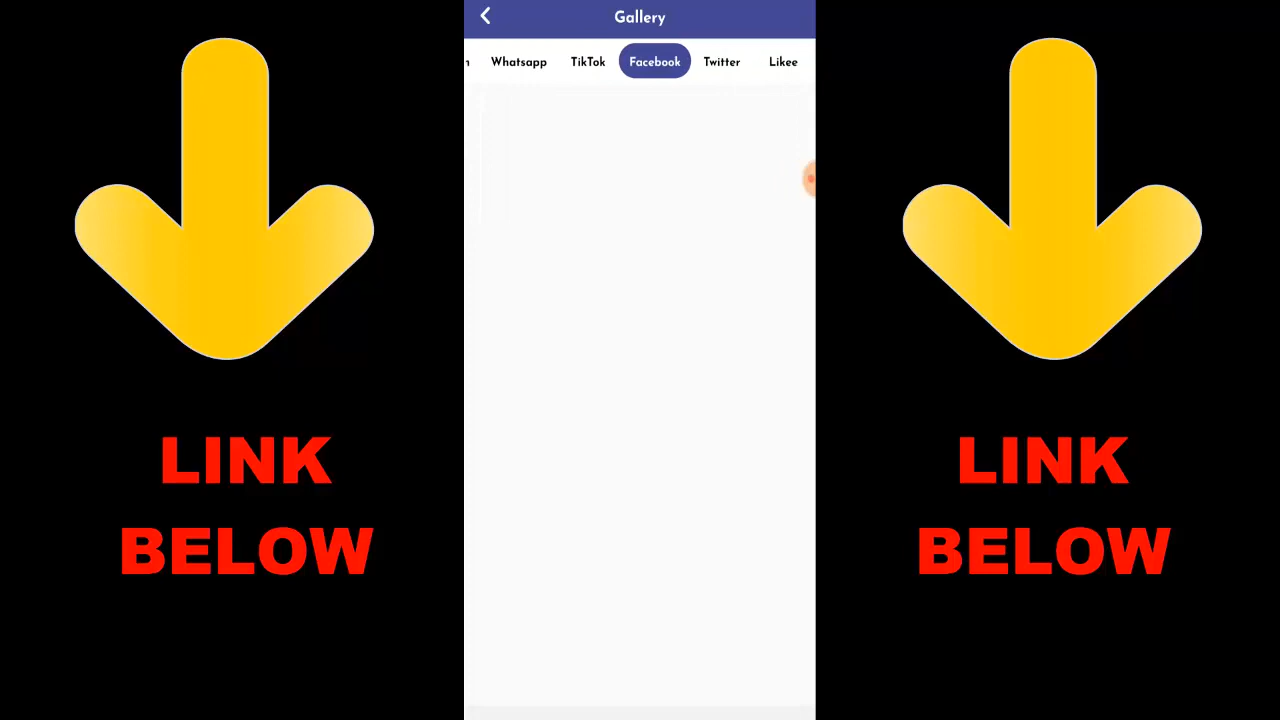 Gallery
Whatsapp TikTok Facebook Twitter Likee
LINK
BELOW
LINK
BELOW